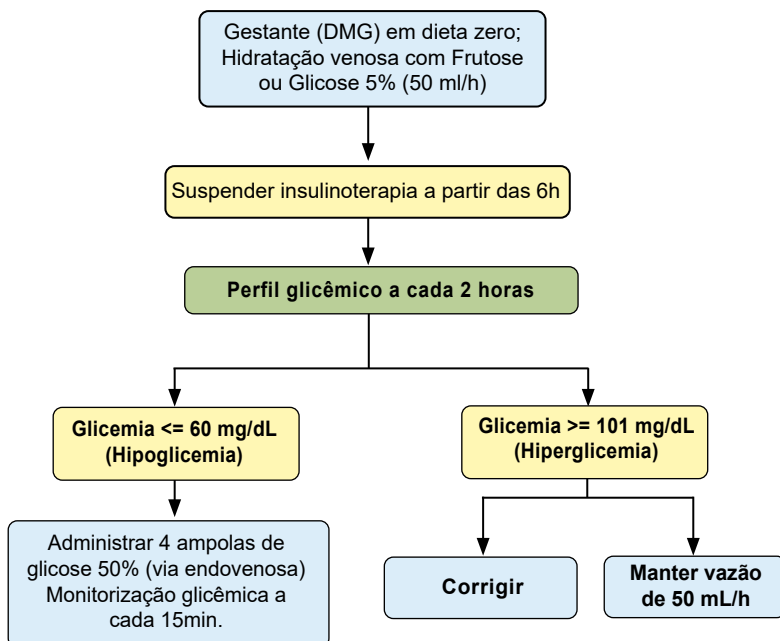 Gestante (DMG) em dieta zero;
Hidratação venosa com Frutose
ou Glicose 5% (50 ml/h)
Suspender insulinoterapia a partir das 6h
Perfil glicêmico a cada 2 horas
Glicemia <= 60 mg/dL
(Hipoglicemia)
Glicemia >= 101 mg/dL
(Hiperglicemia)
Administrar 4 ampolas de
glicose 50% (via endovenosa)
Monitorização glicêmica a
cada 15min.
Corrigir
Manter vazão
de 50 mL/h